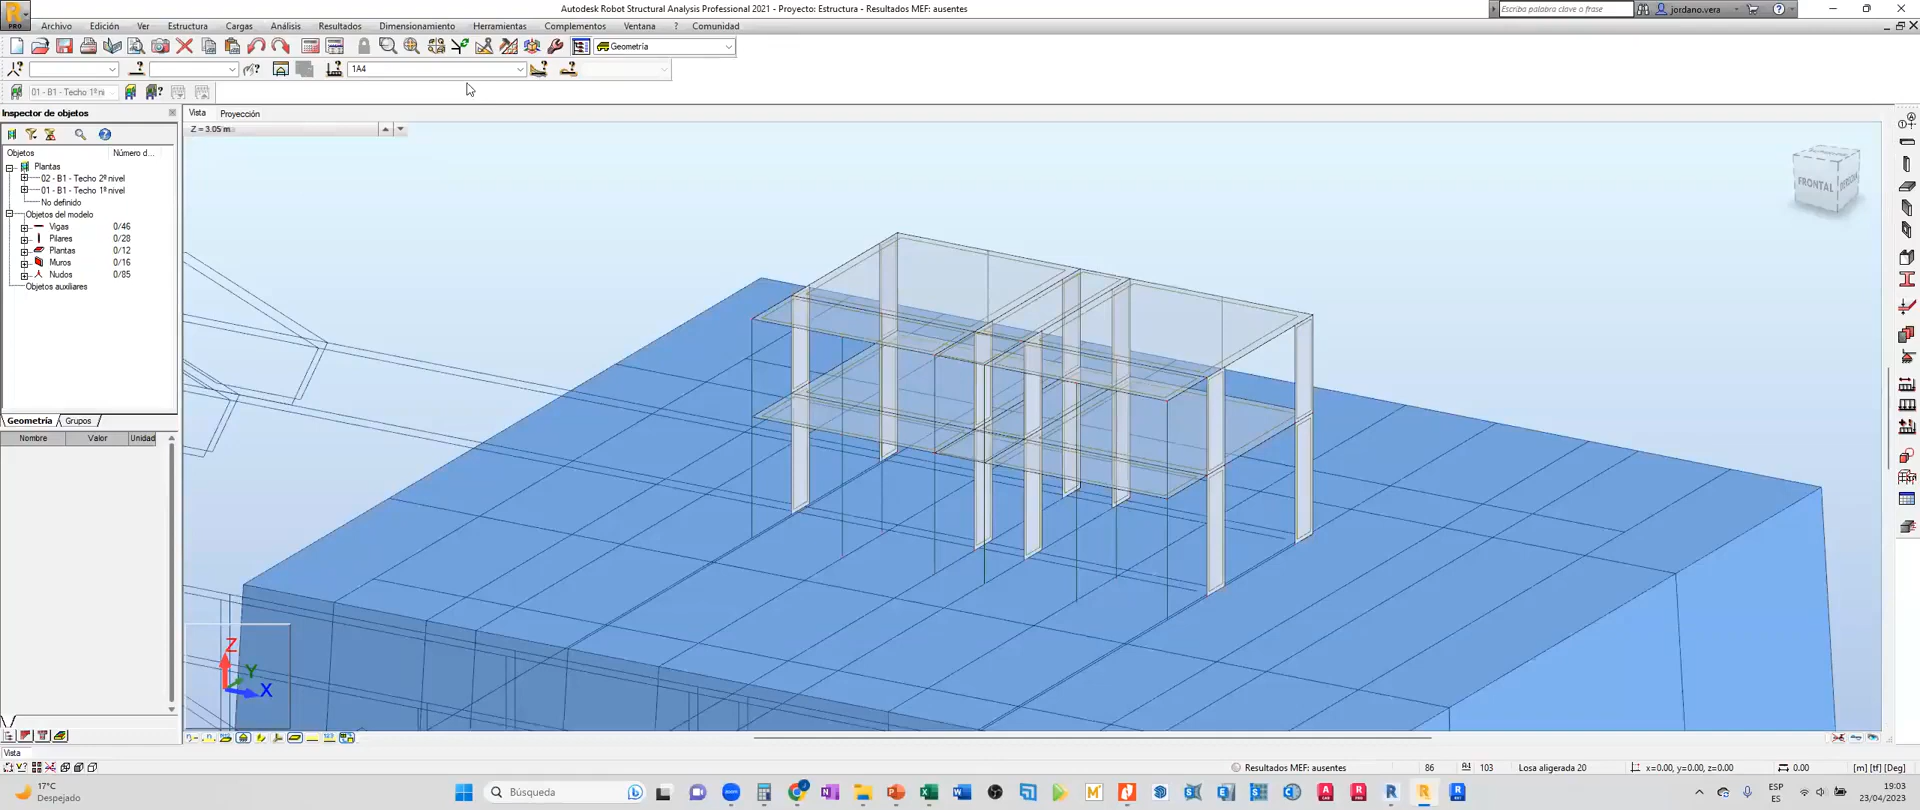 Autodesk Robot Structural Analysis Professional 2021 - Proyecto: Estructura - Resultados MEF: ausentes
Escriba palabra clave o frase
jordano.vera
PRO
Archivo Edición Ver Estructura Cargas Análisis Resultados Dimensionamiento Herramientas Complementos Ventana ? Comunidad
Geometría
1A4
01 - B1 - Techo 1º ni
Inspector de objetos
Vista Proyección
Z = 3.05 m
Objetos Número d...
Plantas
02 - B1 - Techo 2º nivel
01 - B1 - Techo 1º nivel
No definido
Objetos del modelo
Vigas 0/46
Pilares 0/28
Plantas 0/12
Muros 0/16
Nudos 0/85
Objetos auxiliares
FRONTAL
Geometría Grupos
Nombre Valor Unidad
Z
Y
X
Vista
Resultados MEF: ausentes 86 103 Losa aligerada 20 x=0.00, y=0.00, z=0.00 0.00 [m] [tf] [Deg]
17°C
Despejado
Búsqueda
ESP
ES
19:03
23/04/2023